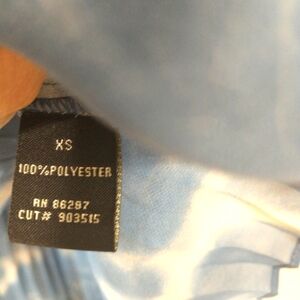 XS
100%POLYESTER
RN 86287
CUT# 903515